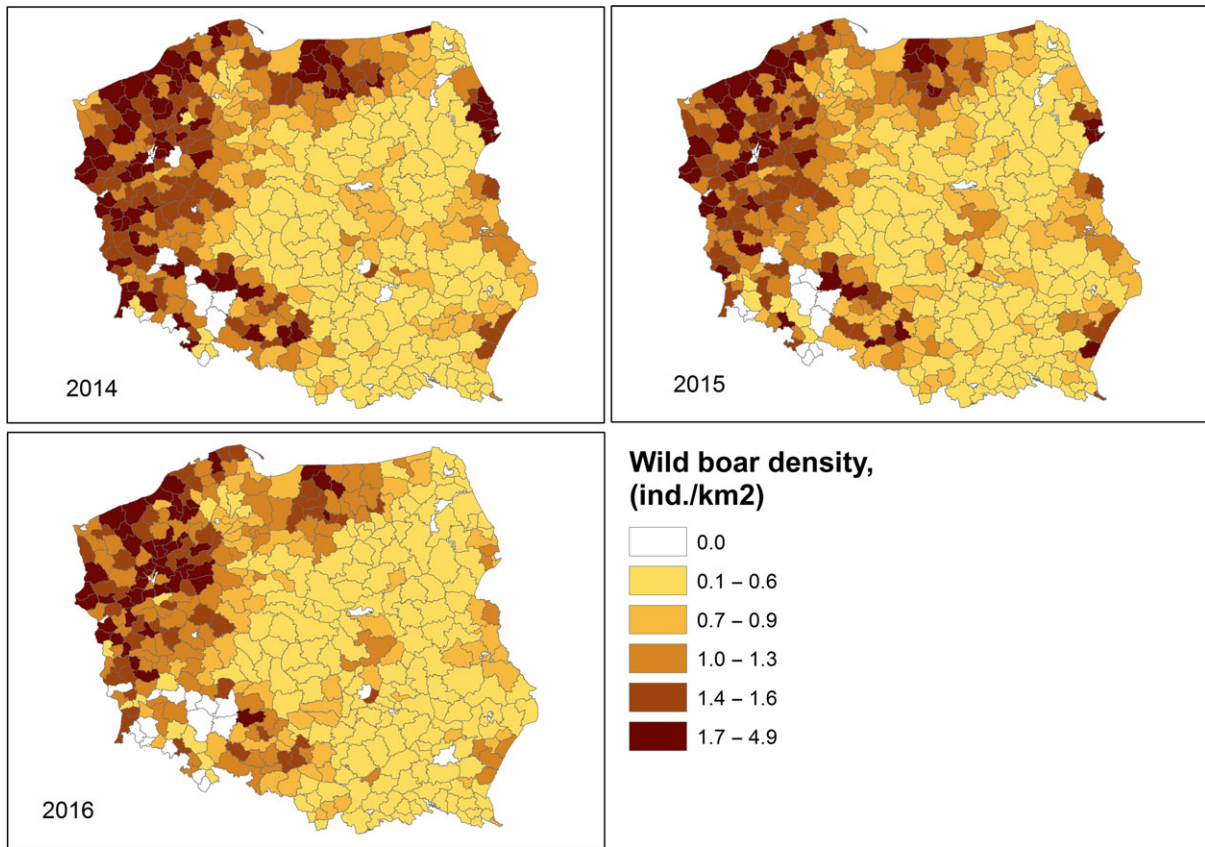 2014
2015
2016
Wild boar density,
(ind./km2)
0.0
0.1 – 0.6
0.7 – 0.9
1.0 – 1.3
1.4 – 1.6
1.7 – 4.9